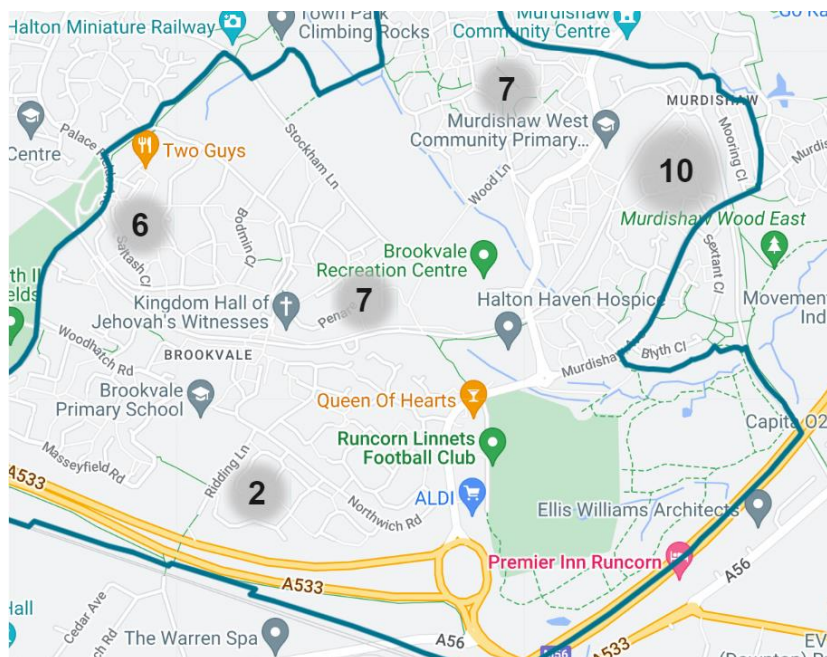 Halton Miniature Railway
Town Park
Climbing Rocks
Murdishaw
Community Centre
7
MURDISHAW
Murdishaw West
Community Primary...
Mooring Cl
Centre
Two Guys
Stockham Ln
Wood Ln
10
6
Bodmin Cl
Saltash Cl
Murdishaw Wood East
Sextant Cl
Brookvale
Recreation Centre
7
Halton Haven Hospice
Kingdom Hall of
Jehovah's Witnesses
Woodhatch Rd
BROOKVALE
Blyth Cl
Brookvale
Primary School
Queen Of Hearts
Runcorn Linnets
Football Club
Masseyfield Rd
Ridding Ln
2
Northwich Rd
ALDI
Ellis Williams Architects
A533
Premier Inn Runcorn
A56
A533
Cedar Ave
The Warren Spa
A56
A533